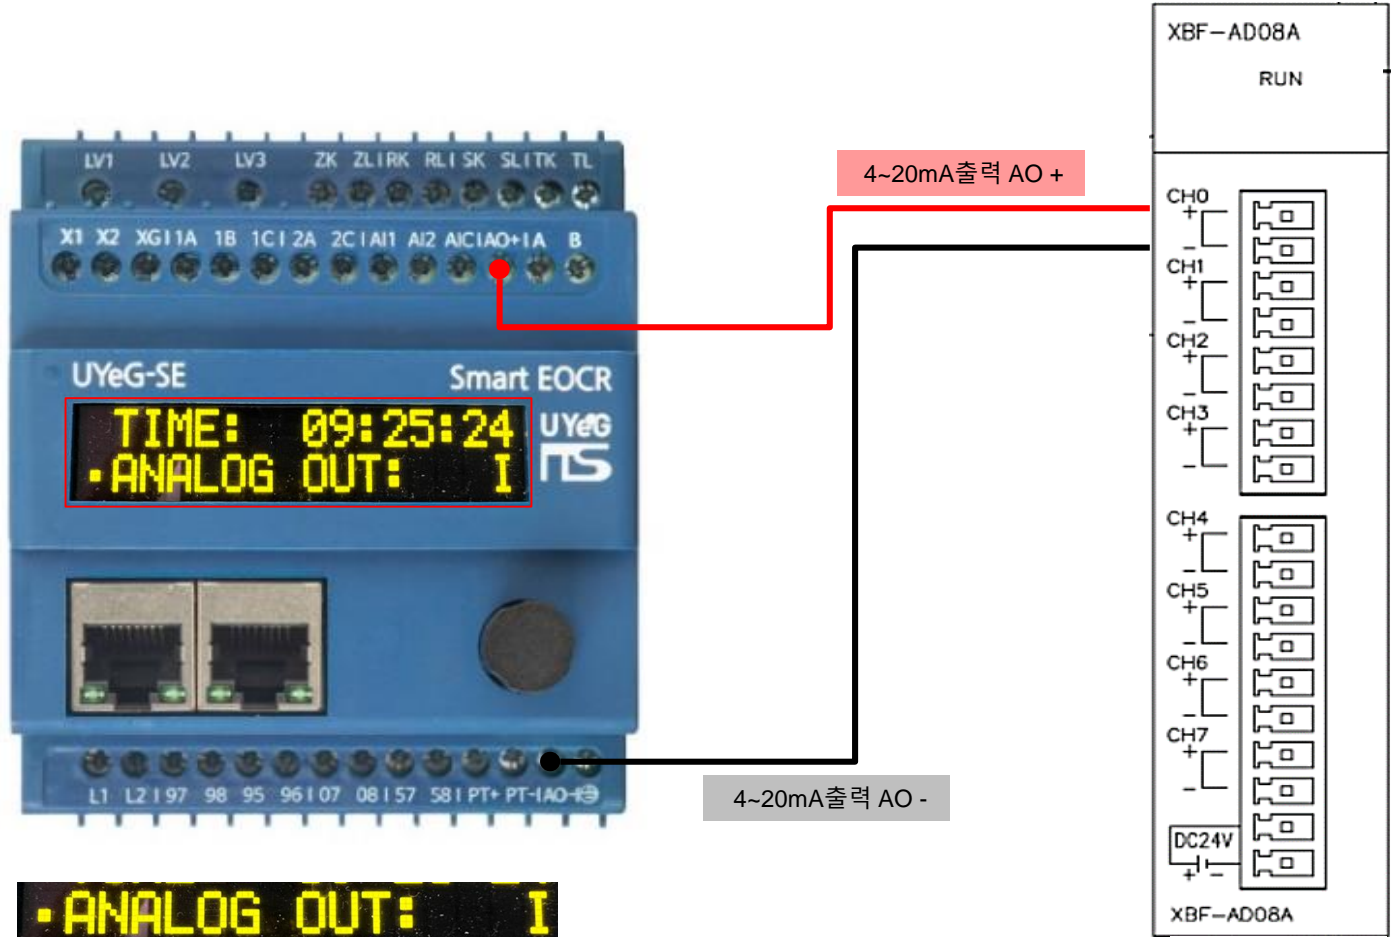 XBF-AD08A
RUN
LV1 LV2 LV3 ZK ZL RK RL SK SL TK TL
4~20mA출력 AO +
X1 X2 XG 1A 1B 1C 2A 2C AI1 AI2 AIC AO+ A B
CH0
+
-
CH1
+
-
CH2
+
-
CH3
+
-
UYeG-SE Smart EOCR
TIME: 09:25:24
ANALOG OUT: I
UYeG
ITS
CH4
+
-
CH5
+
-
CH6
+
-
CH7
+
-
L1 L2 97 98 95 96 07 08 57 58 PT+ PT- AO-
4~20mA출력 AO -
DC24V
+ -
ANALOG OUT: I
XBF-AD08A